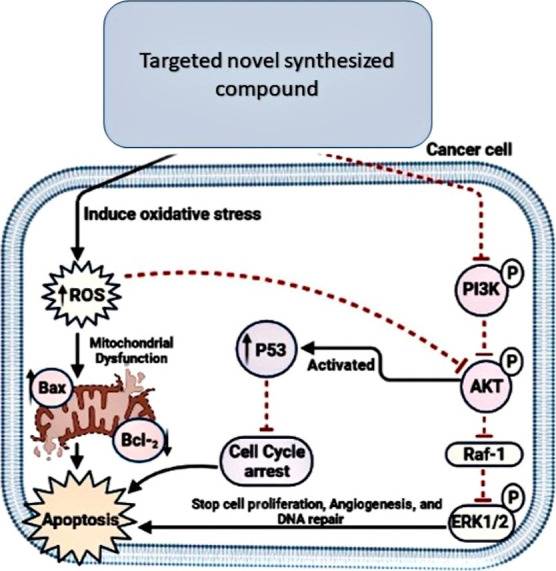 Targeted novel synthesized
compound
Cancer cell
Induce oxidative stress
↑ROS
P
PI3K
Mitochondrial
Dysfunction
↑ P53
Activated
P
AKT
↑Bax
Bcl-2↓
Cell Cycle
arrest
Raf-1
Stop cell proliferation, Angiogenesis, and
DNA repair
P
Apoptosis
ERK1/2